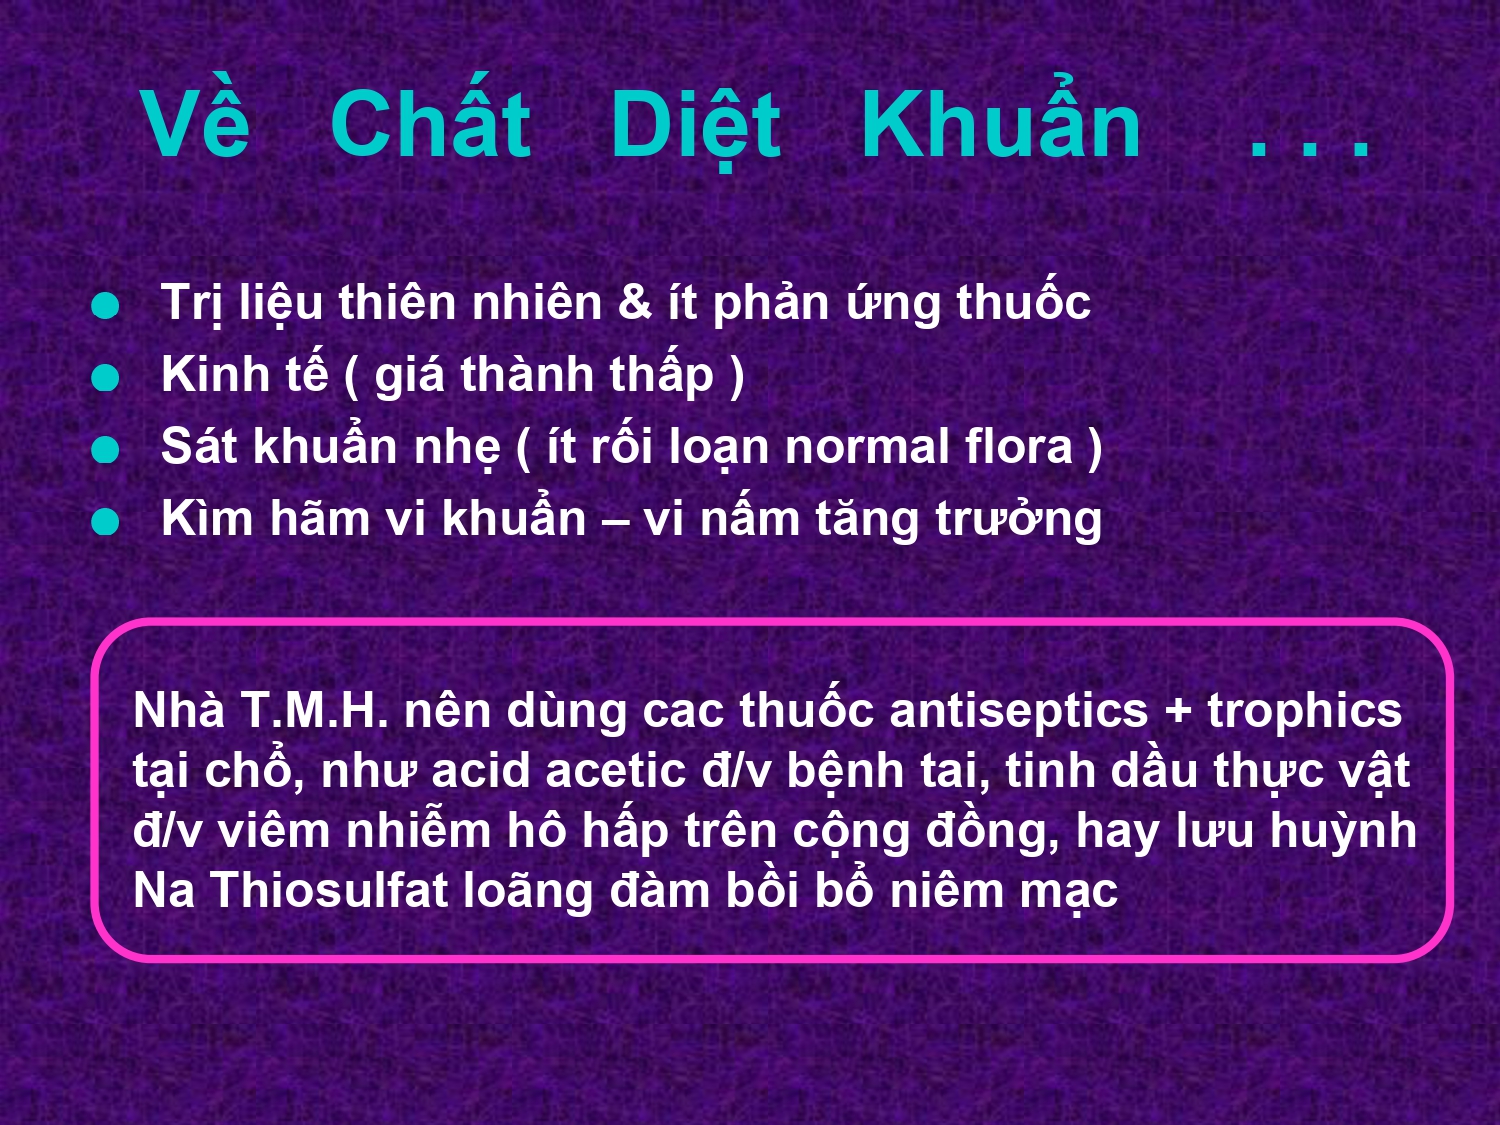 Về Chất Diệt Khuẩn . . .
Trị liệu thiên nhiên & ít phản ứng thuốc
Kinh tế ( giá thành thấp )
Sát khuẩn nhẹ ( ít rối loạn normal flora )
Kìm hãm vi khuẩn – vi nấm tăng trưởng
Nhà T.M.H. nên dùng cac thuốc antiseptics + trophics
tại chổ, như acid acetic đ/v bệnh tai, tinh dầu thực vật
đ/v viêm nhiễm hô hấp trên cộng đồng, hay lưu huỳnh
Na Thiosulfat loãng đàm bồi bổ niêm mạc